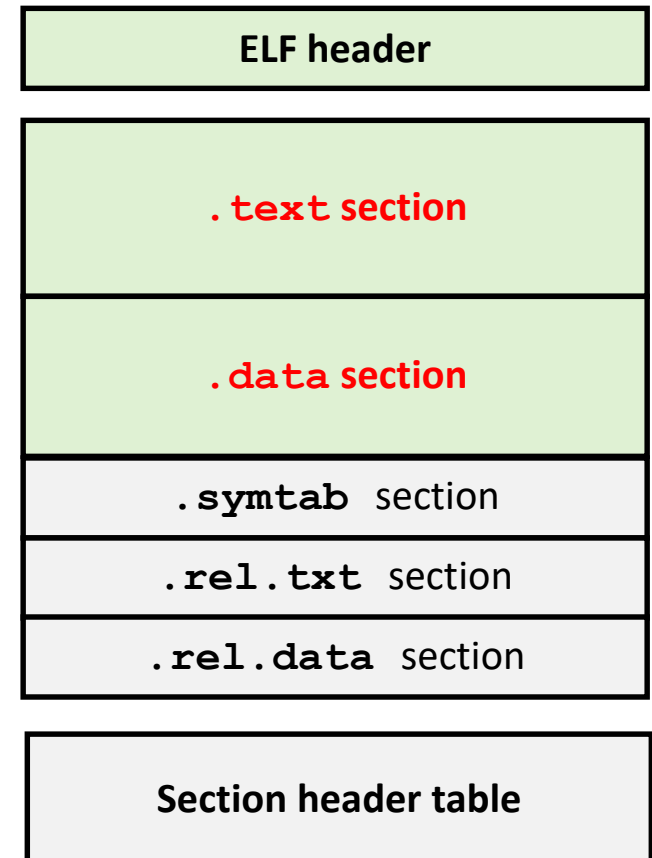 ELF header
.text section
.data section
.symtab section
.rel.txt section
.rel.data section
Section header table